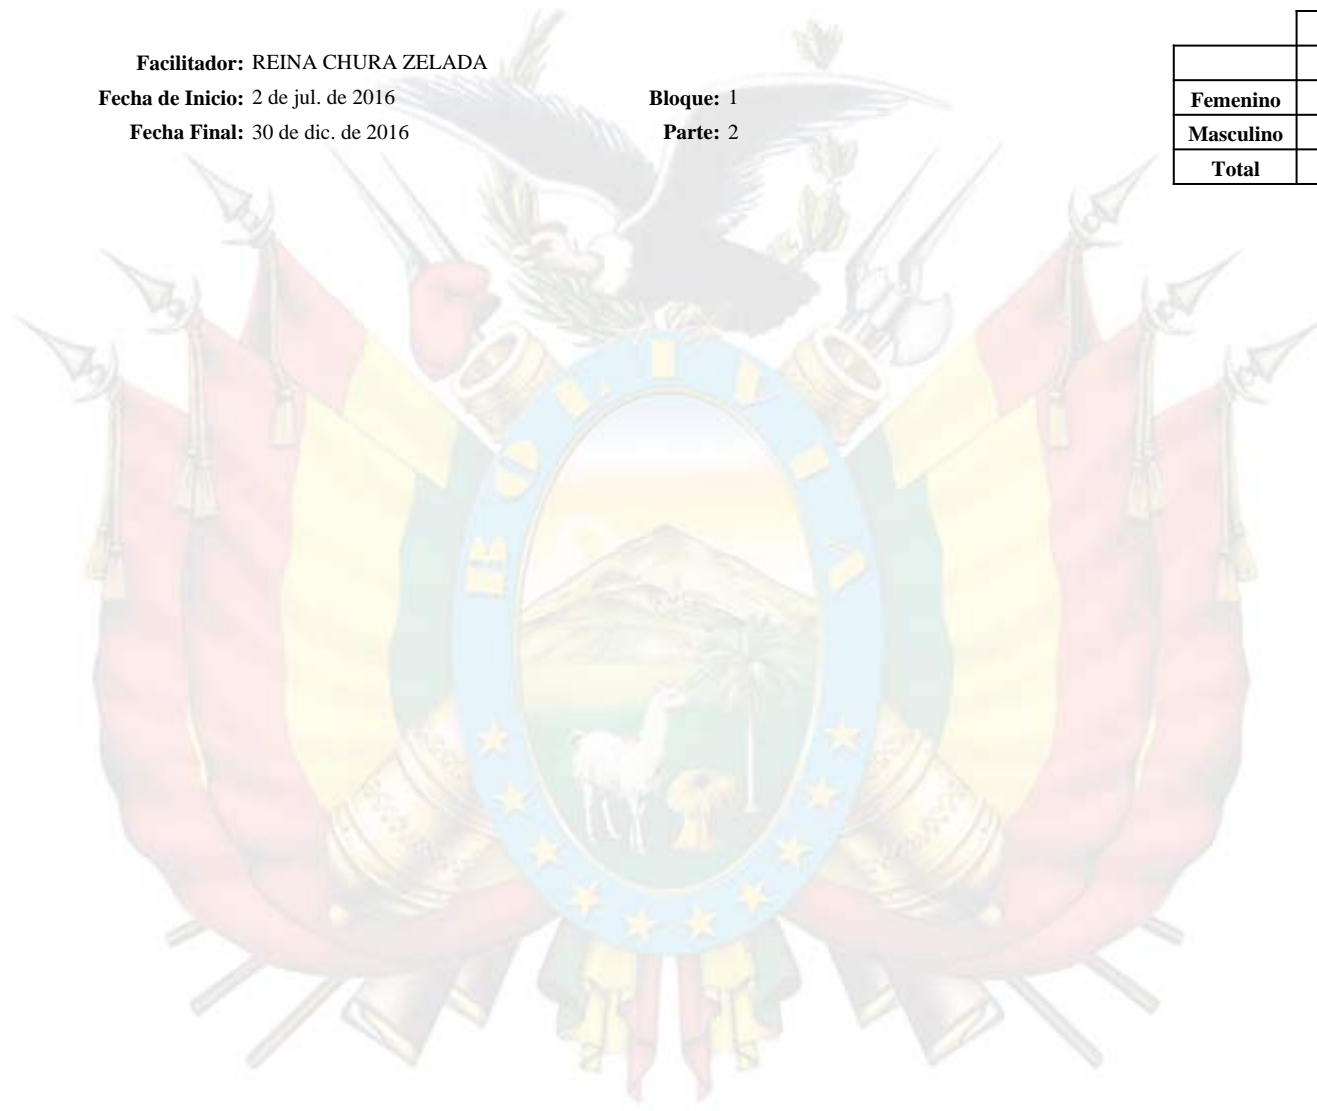 Facilitador: REINA CHURA ZELADA
Fecha de Inicio: 2 de jul. de 2016 Bloque: 1
Fecha Final: 30 de dic. de 2016 Parte: 2
Femenino
Masculino
Total
BOLIVIA